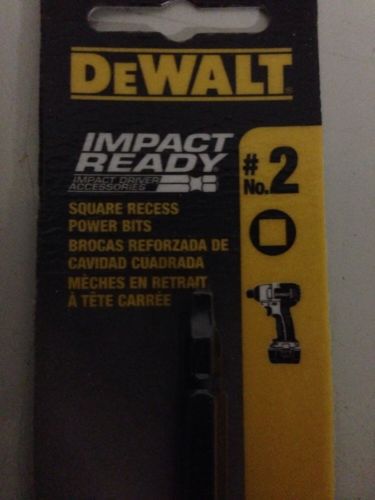 DEWALT
IMPACT
READY®
IMPACT DRIVER
ACCESSORIES
SQUARE RECESS
POWER BITS
BROCAS REFORZADA DE
CAVIDAD CUADRADA
MÈCHES EN RETRAIT
À TÊTE CARRÉE
#
No. 2